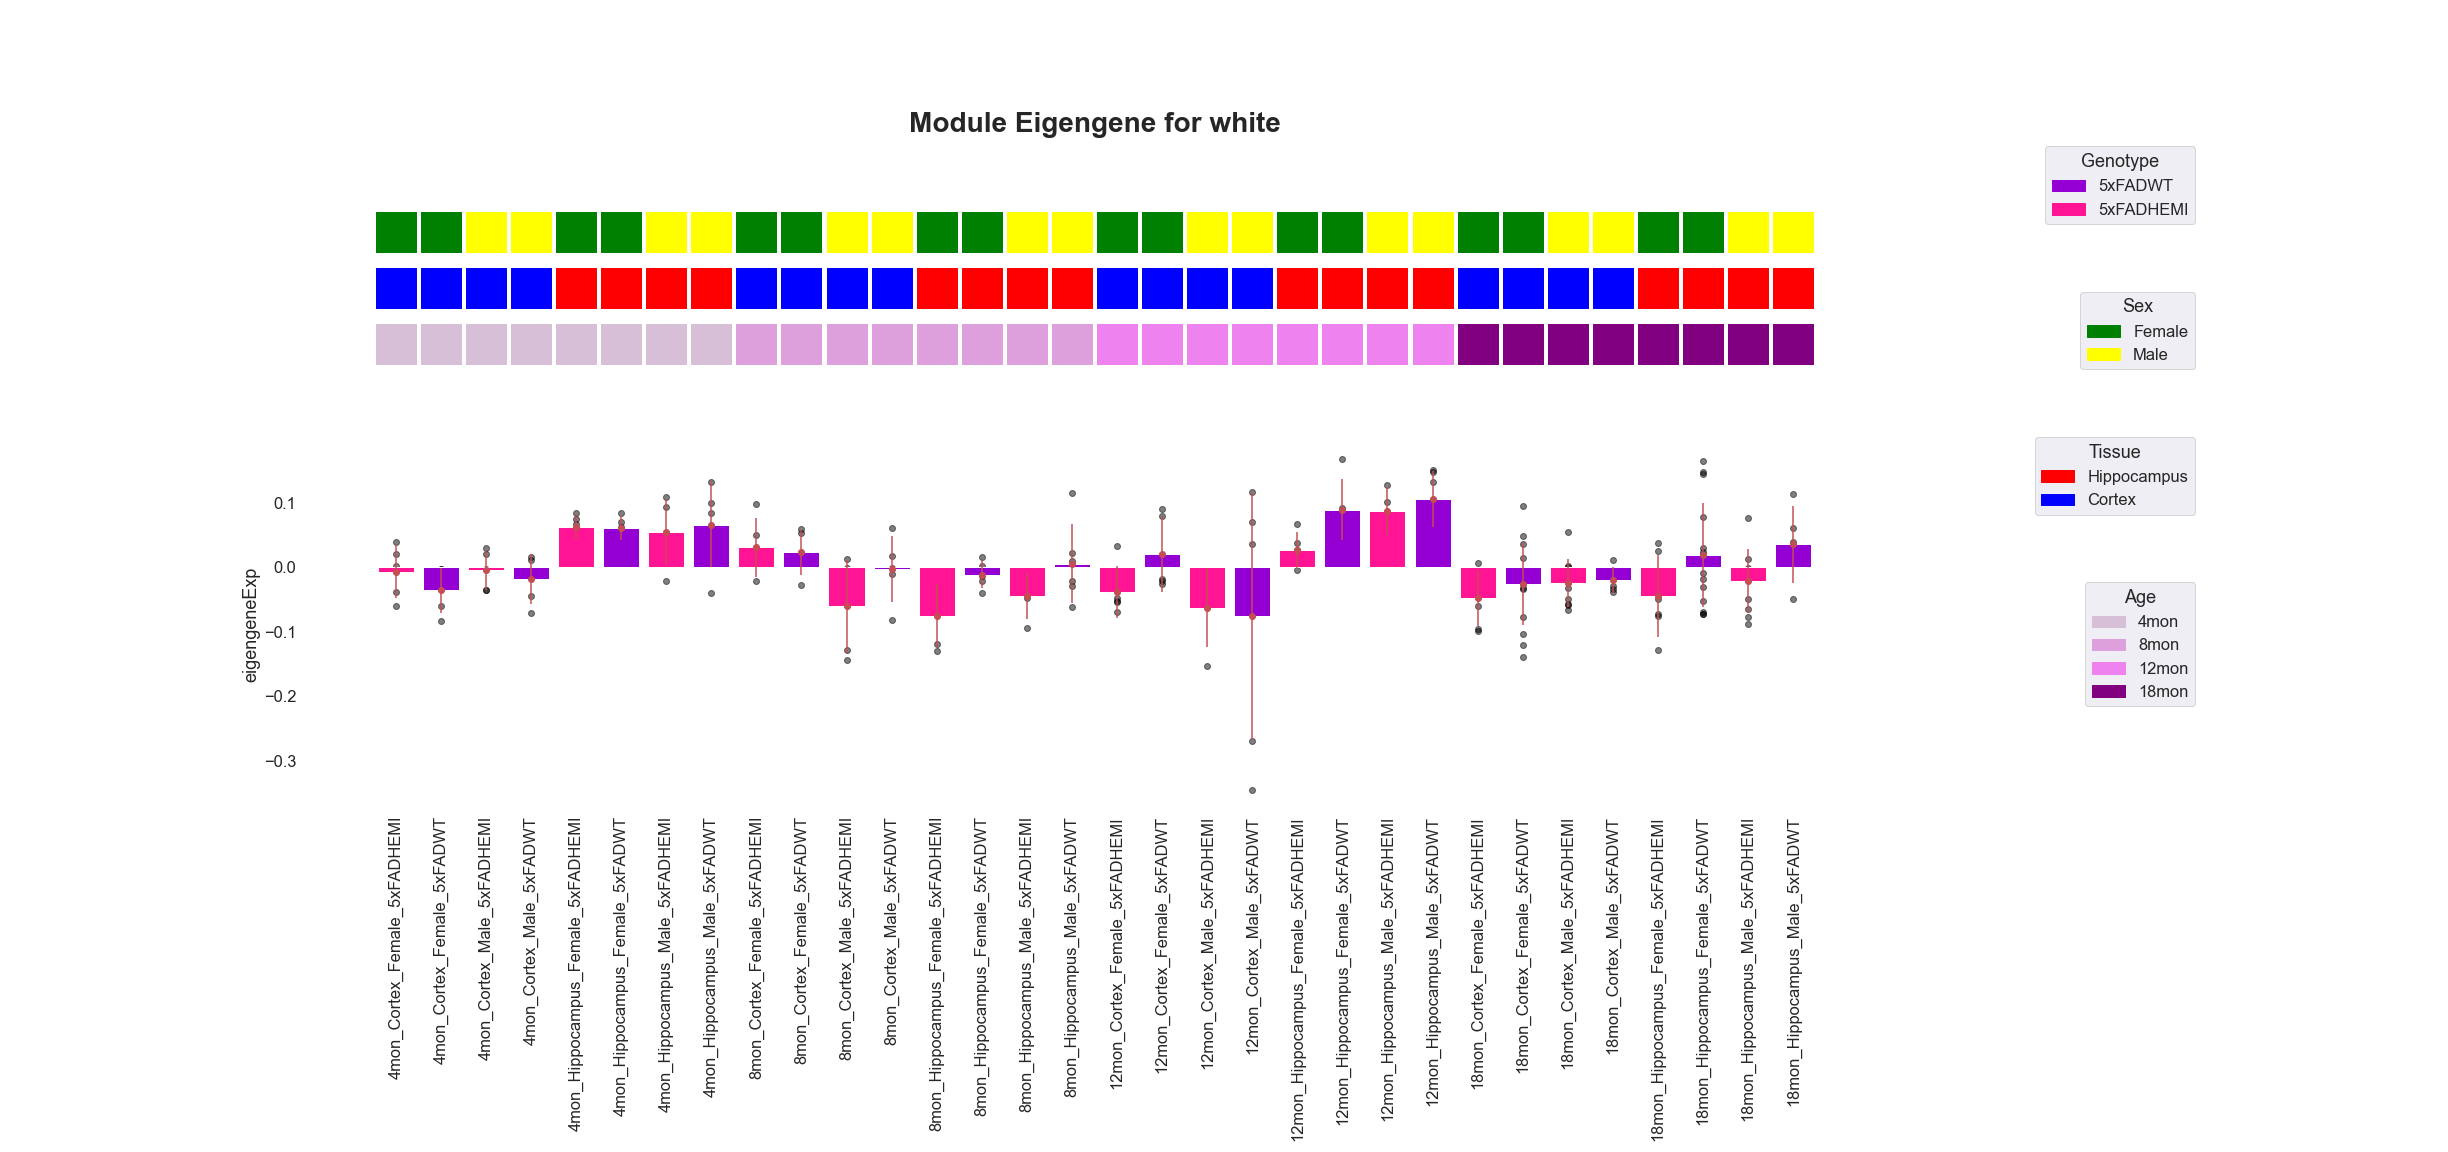 Module Eigengene for white
Genotype
5xFADWT
5xFADHEMI
Sex
Female
Male
Tissue
Hippocampus
Cortex
Age
4mon
8mon
12mon
18mon
eigengeneExp
0.1
0.0
−0.1
−0.2
−0.3
4mon_Cortex_Female_5xFADHEMI
4mon_Cortex_Female_5xFADWT
4mon_Cortex_Male_5xFADHEMI
4mon_Cortex_Male_5xFADWT
4mon_Hippocampus_Female_5xFADHEMI
4mon_Hippocampus_Female_5xFADWT
4mon_Hippocampus_Male_5xFADHEMI
4mon_Hippocampus_Male_5xFADWT
8mon_Cortex_Female_5xFADHEMI
8mon_Cortex_Female_5xFADWT
8mon_Cortex_Male_5xFADHEMI
8mon_Cortex_Male_5xFADWT
8mon_Hippocampus_Female_5xFADHEMI
8mon_Hippocampus_Female_5xFADWT
8mon_Hippocampus_Male_5xFADHEMI
8mon_Hippocampus_Male_5xFADWT
12mon_Cortex_Female_5xFADHEMI
12mon_Cortex_Female_5xFADWT
12mon_Cortex_Male_5xFADHEMI
12mon_Cortex_Male_5xFADWT
12mon_Hippocampus_Female_5xFADHEMI
12mon_Hippocampus_Female_5xFADWT
12mon_Hippocampus_Male_5xFADHEMI
12mon_Hippocampus_Male_5xFADWT
18mon_Cortex_Female_5xFADHEMI
18mon_Cortex_Female_5xFADWT
18mon_Cortex_Male_5xFADHEMI
18mon_Cortex_Male_5xFADWT
18mon_Hippocampus_Female_5xFADHEMI
18mon_Hippocampus_Female_5xFADWT
18mon_Hippocampus_Male_5xFADHEMI
18mon_Hippocampus_Male_5xFADWT